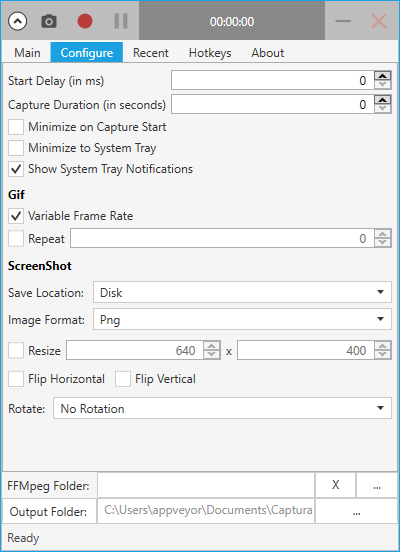 00:00:00
Main Configure Recent Hotkeys About
Start Delay (in ms) 0
Capture Duration (in seconds) 0
Minimize on Capture Start
Minimize to System Tray
Show System Tray Notifications
Gif
Variable Frame Rate
Repeat 0
ScreenShot
Save Location: Disk
Image Format: Png
Resize 640 x 400
Flip Horizontal Flip Vertical
Rotate: No Rotation
FFMpeg Folder: X ...
Output Folder: C:\Users\appveyor\Documents\Captura ...
Ready